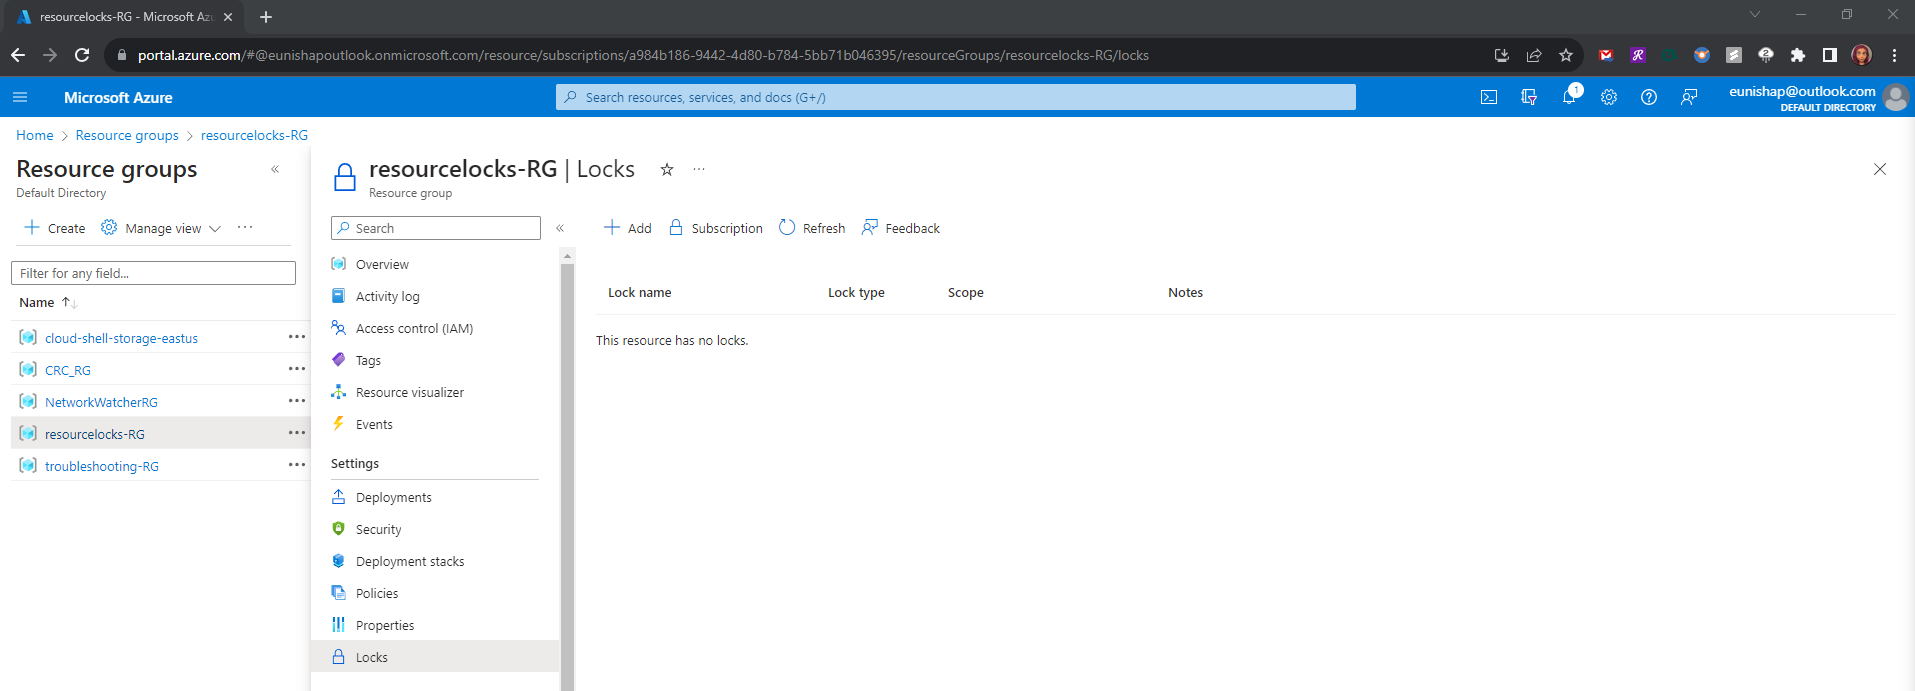 resourcelocks-RG - Microsoft Azu
portal.azure.com/#@eunishapoutlook.onmicrosoft.com/resource/subscriptions/a984b186-9442-4d80-b784-5bb71b046395/resourceGroups/resourcelocks-RG/locks
Microsoft Azure
Search resources, services, and docs (G+/)
1
eunishap@outlook.com
DEFAULT DIRECTORY
Home > Resource groups > resourcelocks-RG
Resource groups
Default Directory
Create
Manage view
Filter for any field...
Name
cloud-shell-storage-eastus
CRC_RG
NetworkWatcherRG
resourcelocks-RG
troubleshooting-RG
resourcelocks-RG | Locks
Resource group
Search
Overview
Activity log
Access control (IAM)
Tags
Resource visualizer
Events
Settings
Deployments
Security
Deployment stacks
Policies
Properties
Locks
Add
Subscription
Refresh
Feedback
Lock name
Lock type
Scope
Notes
This resource has no locks.